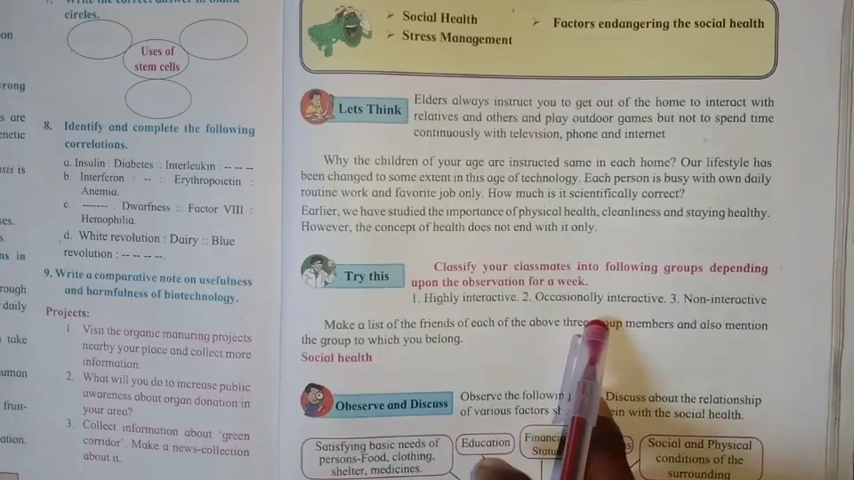 circles.
Uses of
stem cells
8. Identify and complete the following
correlations.
a. Insulin : Diabetes :: Interleukin : -- -- --
b. Interferon : -- :: Erythropoietin :
Anemia.
c ------- : Dwarfness :: Factor VIII :
Hemophilia.
d. White revolution : Dairy :: Blue
revolution : -- -- -- --.
9. Write a comparative note on usefulness
and harmfulness of biotechnology.
Projects:
1 Visit the organic manuring projects
nearby your place and collect more
information.
2. What will you do to increase public
awareness about organ donation in
your area?
3. Collect information about 'green
corridor'. Make a news-collection
about it.
➢ Social Health
➢ Factors endangering the social health
➢ Stress Management
Lets Think
Elders always instruct you to get out of the home to interact with
relatives and others and play outdoor games but not to spend time
continuously with television, phone and internet
Why the children of your age are instructed same in each home? Our lifestyle has
been changed to some extent in this age of technology. Each person is busy with own daily
routine work and favorite job only. How much is it scientifically correct?
Earlier, we have studied the importance of physical health, cleanliness and staying healthy.
However, the concept of health does not end with it only.
Try this
Classify your classmates into following groups depending
upon the observation for a week.
1. Highly interactive. 2. Occasionally interactive. 3. Non-interactive
Make a list of the friends of each of the above three members and also mention
the group to which you belong.
Social health
Obeserve and Discuss
Observe the Discuss about the relationship
of various factors with the social health.
Satisfying basic needs of
persons-Food, clothing,
shelter, medicines.
Education
Social and Physical
conditions of the
surrounding